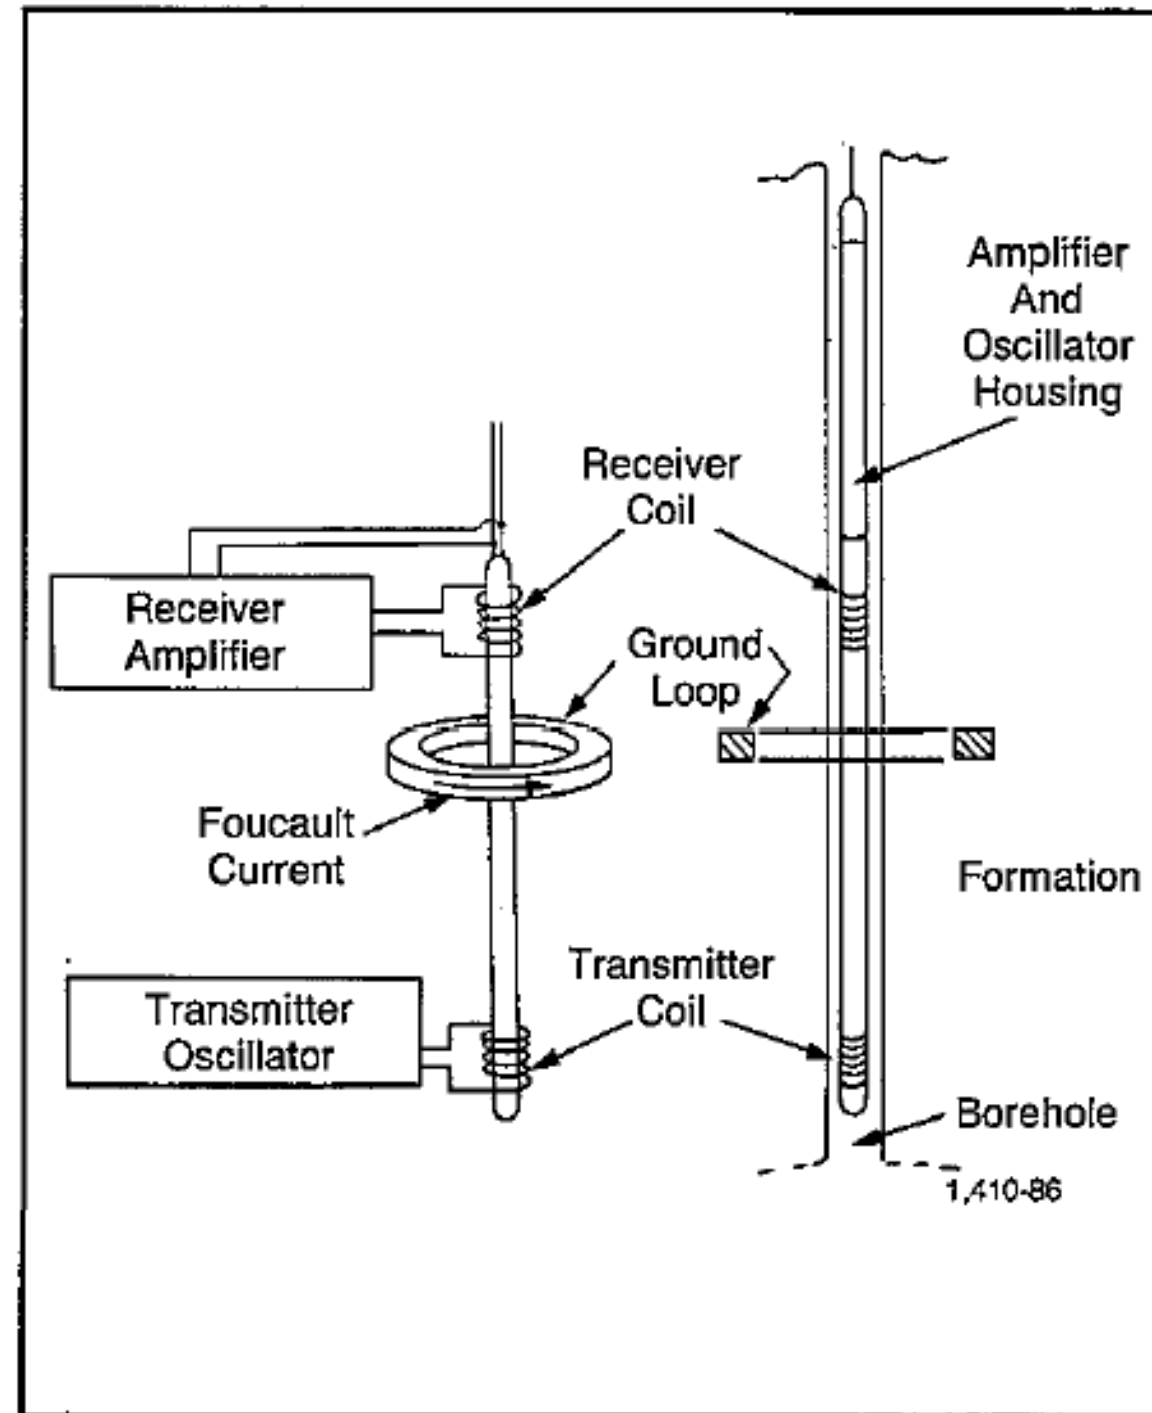 Amplifier
And
Oscillator
Housing
Receiver
Coil
Receiver
Amplifier
Ground
Loop
Foucault
Current
Formation
Transmitter
Coil
Transmitter
Oscillator
Borehole
1,410-86